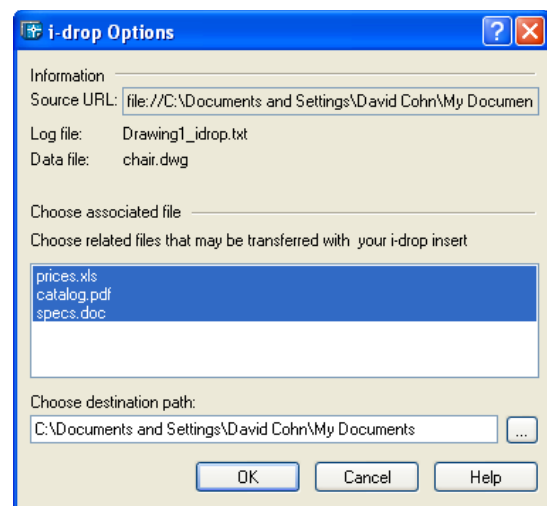 i-drop Options
Information
Source URL: file://C:\Documents and Settings\David Cohn\My Documen
Log file: Drawing1_idrop.txt
Data file: chair.dwg
Choose associated file
Choose related files that may be transferred with your i-drop insert
prices.xls
catalog.pdf
specs.doc
Choose destination path:
C:\Documents and Settings\David Cohn\My Documents ...
OK Cancel Help